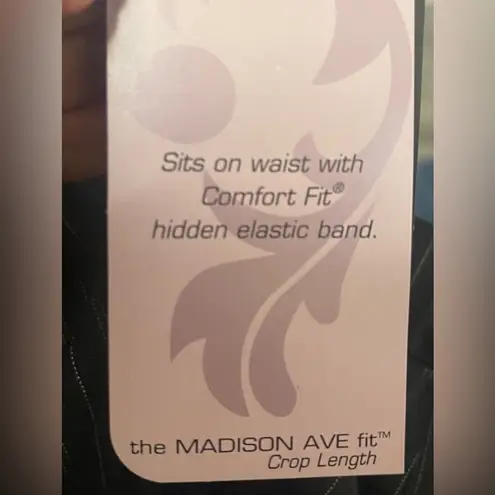 Sits on waist with
Comfort Fit®
hidden elastic band.
the MADISON AVE fit™
Crop Length